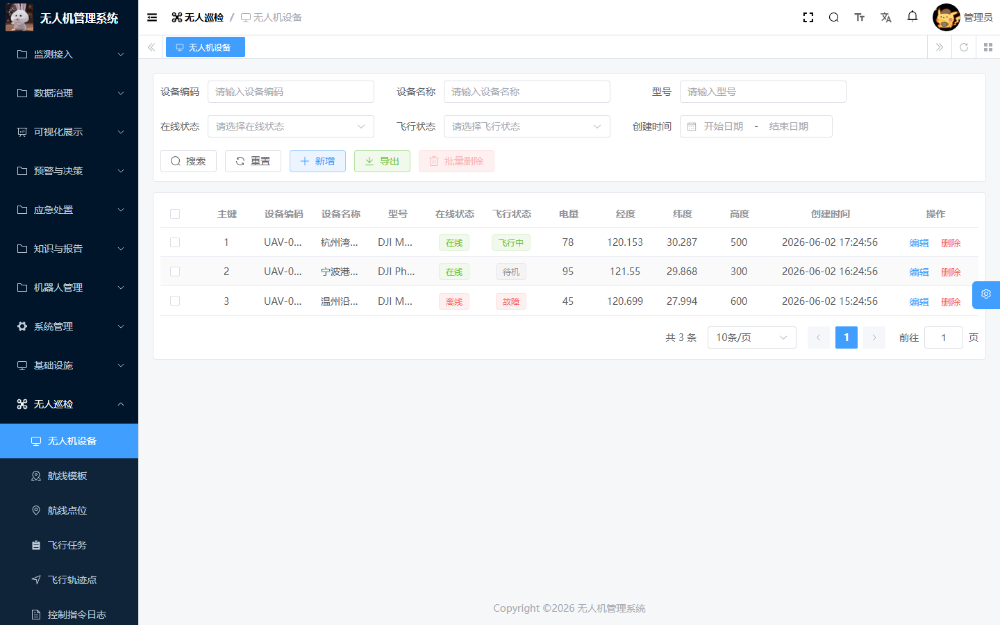 无人机管理系统
无人巡检 / 无人机设备
管理员
监测接入
数据治理
可视化展示
预警与决策
应急处置
知识与报告
机器人管理
系统管理
基础设施
无人巡检
无人机设备
航线模板
航线点位
飞行任务
飞行轨迹点
控制指令日志
无人机设备
设备编码 请输入设备编码 设备名称 请输入设备名称 型号 请输入型号
在线状态 请选择在线状态 飞行状态 请选择飞行状态 创建时间 开始日期 - 结束日期
搜索 重置 新增 导出 批量删除
主键 设备编码 设备名称 型号 在线状态 飞行状态 电量 经度 纬度 高度 创建时间 操作
1 UAV-0... 杭州湾... DJI M... 在线 飞行中 78 120.153 30.287 500 2026-06-02 17:24:56 编辑 删除
2 UAV-0... 宁波港... DJI Ph... 在线 待机 95 121.55 29.868 300 2026-06-02 16:24:56 编辑 删除
3 UAV-0... 温州沿... DJI M... 离线 故障 45 120.699 27.994 600 2026-06-02 15:24:56 编辑 删除
共 3 条 10条/页 1 前往 1 页
Copyright ©2026 无人机管理系统